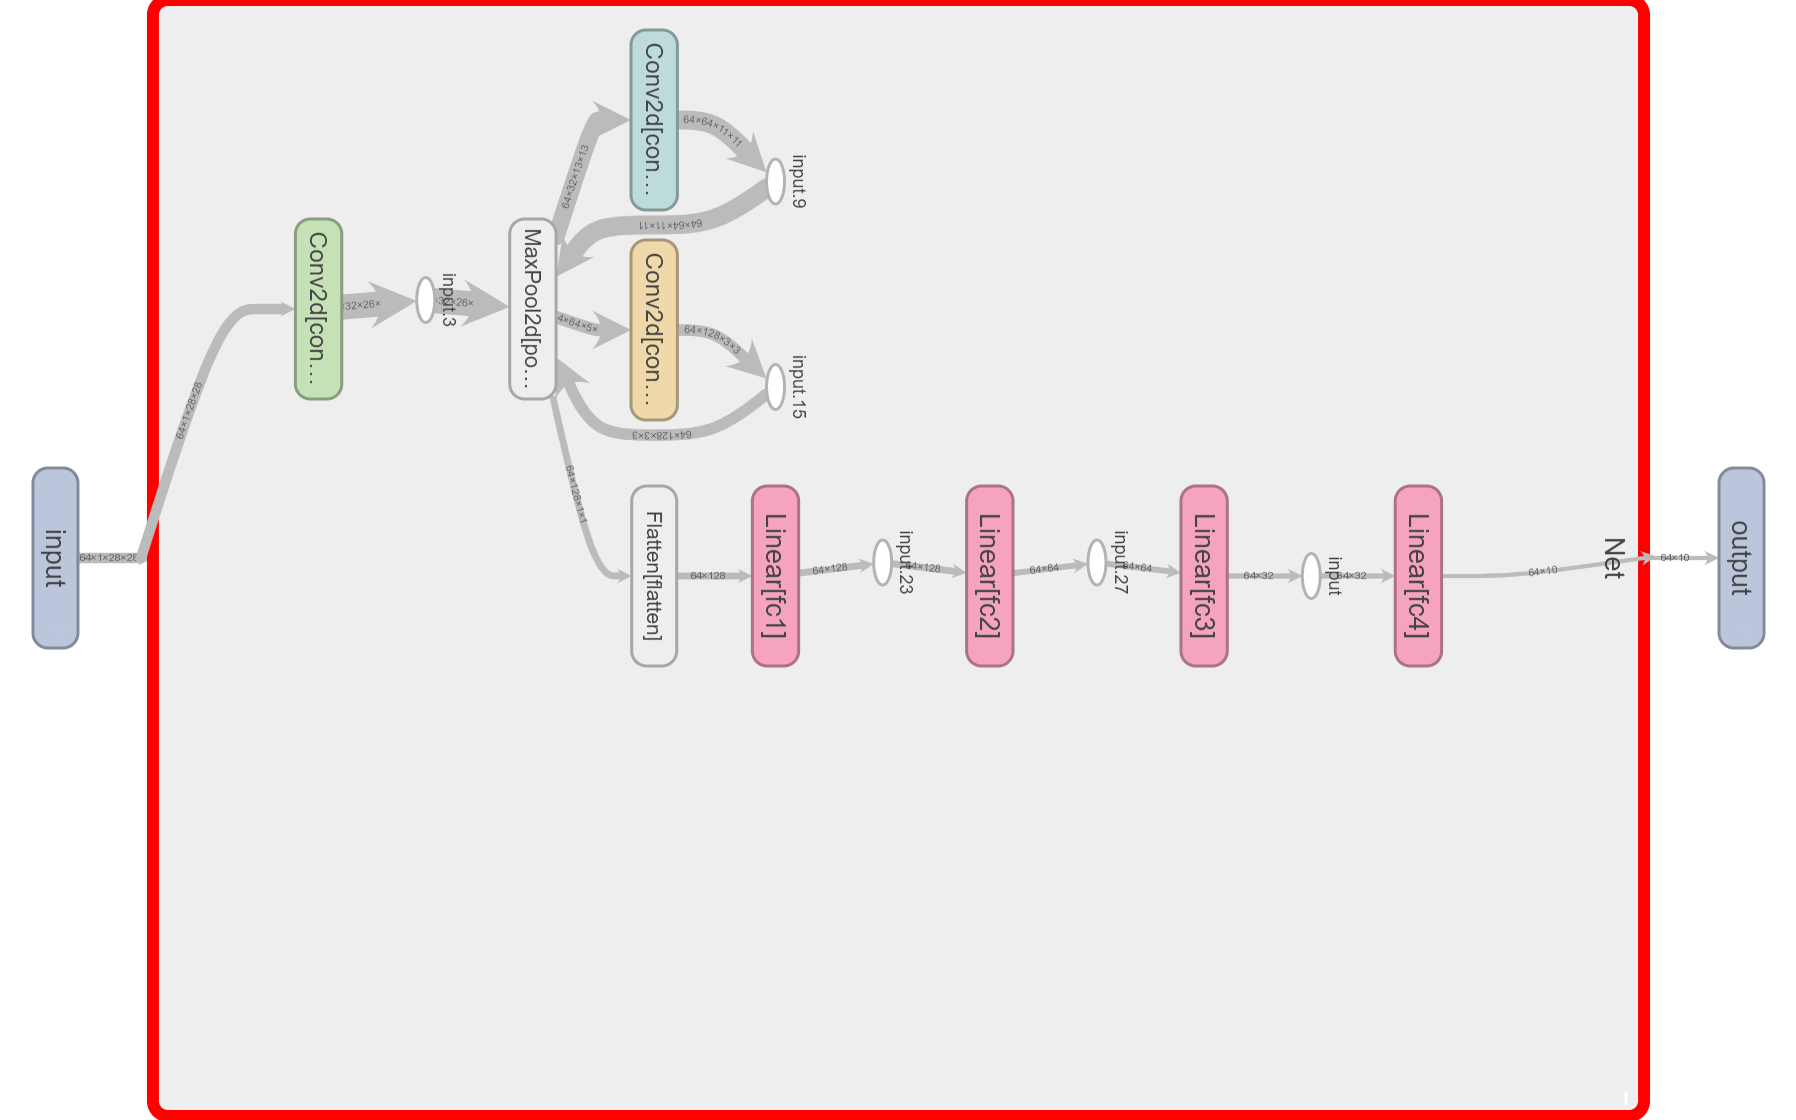 input
64×1×28×28
64×1×28×28
Conv2d[con…
32×26×
input.3
32×26×
MaxPool2d[po…
64×32×13×13
Conv2d[con…
64×64×11×11
input.9
64×64×11×11
4×64×5×
Conv2d[con…
64×128×3×3
input.15
64×128×3×3
64×128×1×1
Flatten[flatten]
64×128
Linear[fc1]
64×128
input.23
64×128
Linear[fc2]
64×64
input.27
64×64
Linear[fc3]
64×32
input
64×32
Linear[fc4]
64×10
Net
64×10
output